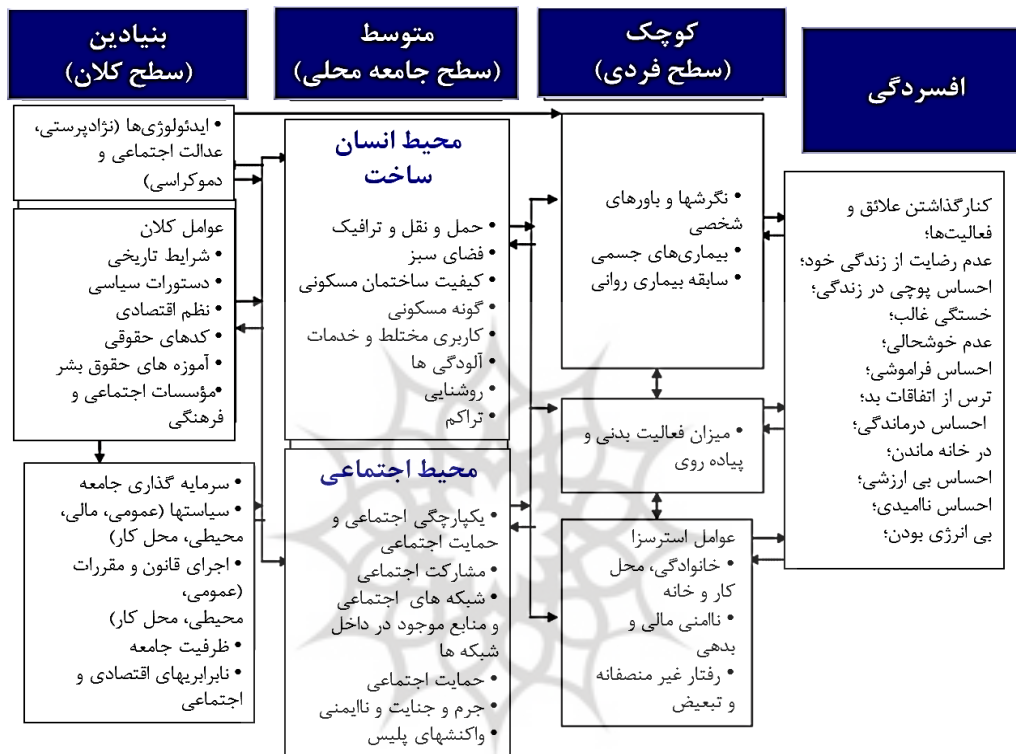 بنیادین
(سطح کلان)
متوسط
(سطح جامعه محلی)
کوچک
(سطح فردی)
افسردگی
• ایدئولوژی‌ها (نژادپرستی،
عدالت اجتماعی و
دموکراسی)
عوامل کلان
• شرایط تاریخی
• دستورات سیاسی
• نظم اقتصادی
• کدهای حقوقی
• آموزه های حقوق بشر
•مؤسسات اجتماعی و
فرهنگی
• سرمایه گذاری جامعه
• سیاستها (عمومی، مالی،
محیطی، محل کار)
• اجرای قانون و مقررات
(عمومی،
محیطی، محل کار)
• ظرفیت جامعه
• نابرابریهای اقتصادی و
اجتماعی
محیط انسان
ساخت
• حمل و نقل و ترافیک
• فضای سبز
• کیفیت ساختمان مسکونی
• گونه مسکونی
• کاربری مختلط و خدمات
• آلودگی ها
• روشنایی
• تراکم
محیط اجتماعی
• یکپارچگی اجتماعی و
حمایت اجتماعی
• مشارکت اجتماعی
• شبکه های اجتماعی
و منابع موجود در داخل
شبکه ها
• حمایت اجتماعی
• جرم و جنایت و ناایمنی
• واکنشهای پلیس
• نگرشها و باورهای
شخصی
• بیماری‌های جسمی
• سابقه بیماری روانی
• میزان فعالیت بدنی و
پیاده روی
عوامل استرسزا
• خانوادگی، محل
کار و خانه
• ناامنی مالی و
بدهی
• رفتار غیر منصفانه
و تبعیض
کنارگذاشتن علائق و
فعالیت‌ها؛
عدم رضایت از زندگی خود؛
احساس پوچی در زندگی؛
خستگی غالب؛
عدم خوشحالی؛
احساس فراموشی؛
ترس از اتفاقات بد؛
احساس درماندگی؛
در خانه ماندن؛
احساس بی ارزشی؛
احساس ناامیدی؛
بی انرژی بودن؛